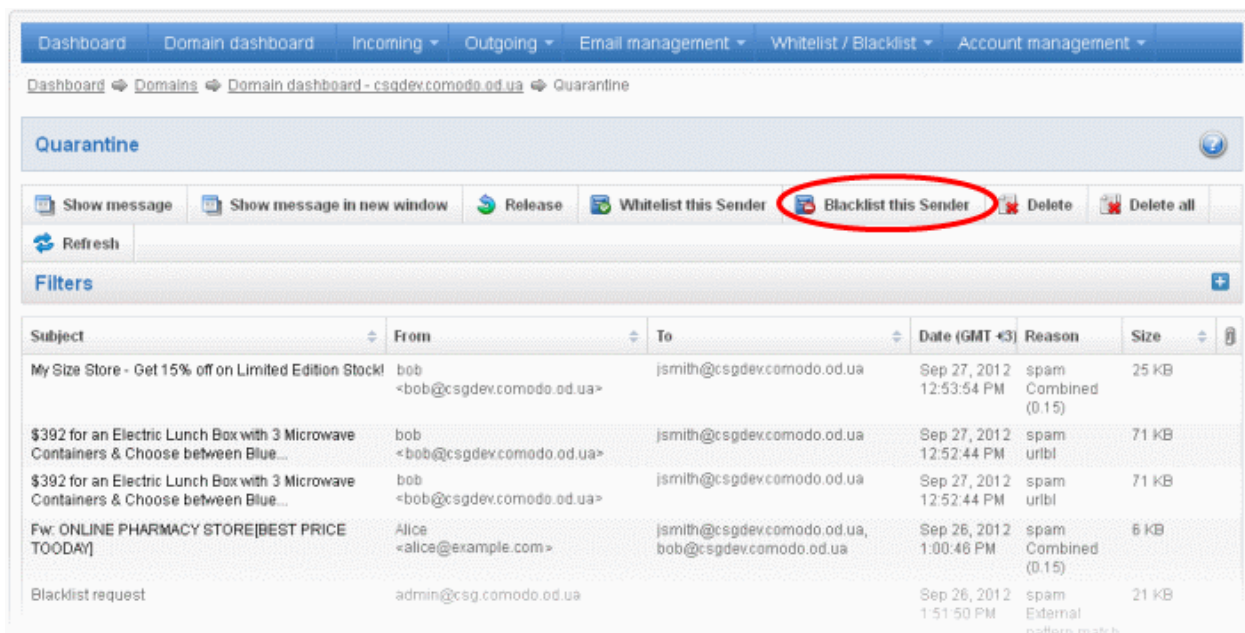 Dashboard Domain dashboard Incoming Outgoing Email management Whitelist / Blacklist Account management
Dashboard Domains Domain dashboard - csgdev.comodo.od.ua Quarantine
Quarantine
Show message Show message in new window Release Whitelist this Sender Blacklist this Sender Delete Delete all
Refresh
Filters
Subject From To Date (GMT +3) Reason Size
My Size Store - Get 15% off on Limited Edition Stock! bob jsmith@csgdev.comodo.od.ua Sep 27, 2012 spam 25 KB
<bob@csgdev.comodo.od.ua> 12:53:54 PM Combined
(0.15)
$392 for an Electric Lunch Box with 3 Microwave bob jsmith@csgdev.comodo.od.ua Sep 27, 2012 spam 71 KB
Containers & Choose between Blue... <bob@csgdev.comodo.od.ua> 12:52:44 PM urlbl
$392 for an Electric Lunch Box with 3 Microwave bob jsmith@csgdev.comodo.od.ua Sep 27, 2012 spam 71 KB
Containers & Choose between Blue... <bob@csgdev.comodo.od.ua> 12:52:44 PM urlbl
Fw: ONLINE PHARMACY STORE[BEST PRICE Alice jsmith@csgdev.comodo.od.ua, Sep 26, 2012 spam 6 KB
TOODAY] <alice@example.com> bob@csgdev.comodo.od.ua 1:00:46 PM Combined
(0.15)
Blacklist request admin@csg.comodo.od.ua Sep 26, 2012 spam 21 KB
1:51:50 PM External
pattern match